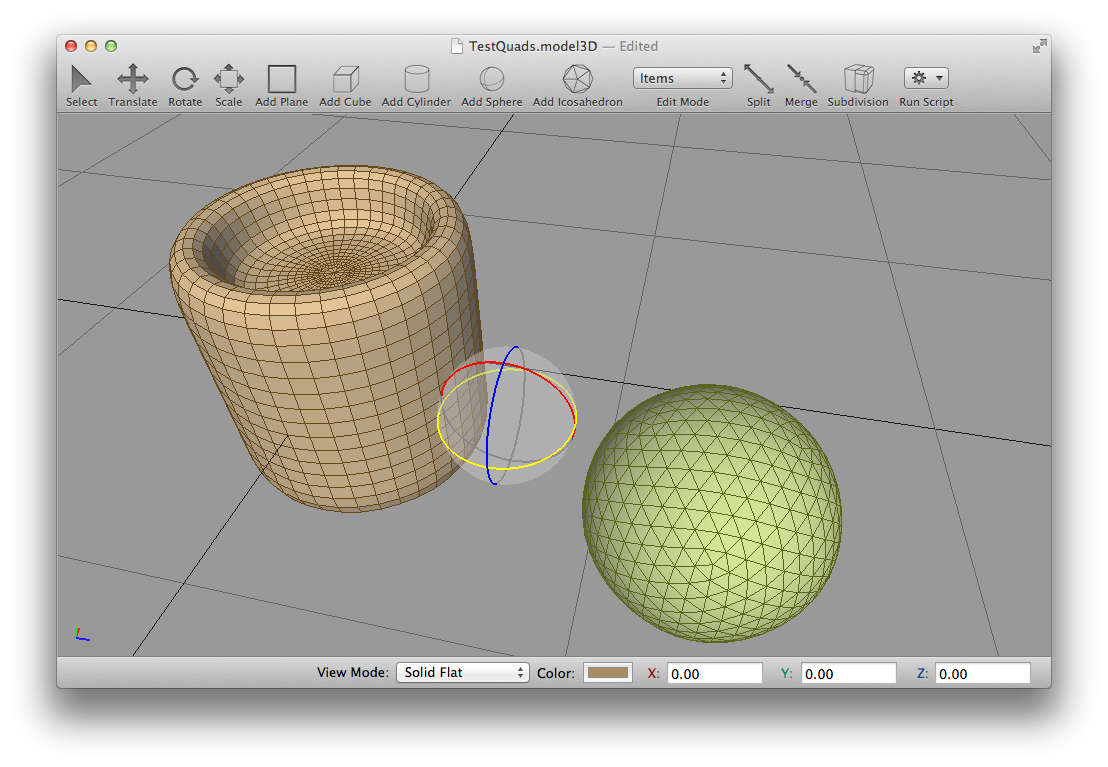 TestQuads.model3D — Edited
Items
Select Translate Rotate Scale Add Plane Add Cube Add Cylinder Add Sphere Add Icosahedron Edit Mode Split Merge Subdivision Run Script
View Mode: Solid Flat Color: X: 0.00 Y: 0.00 Z: 0.00